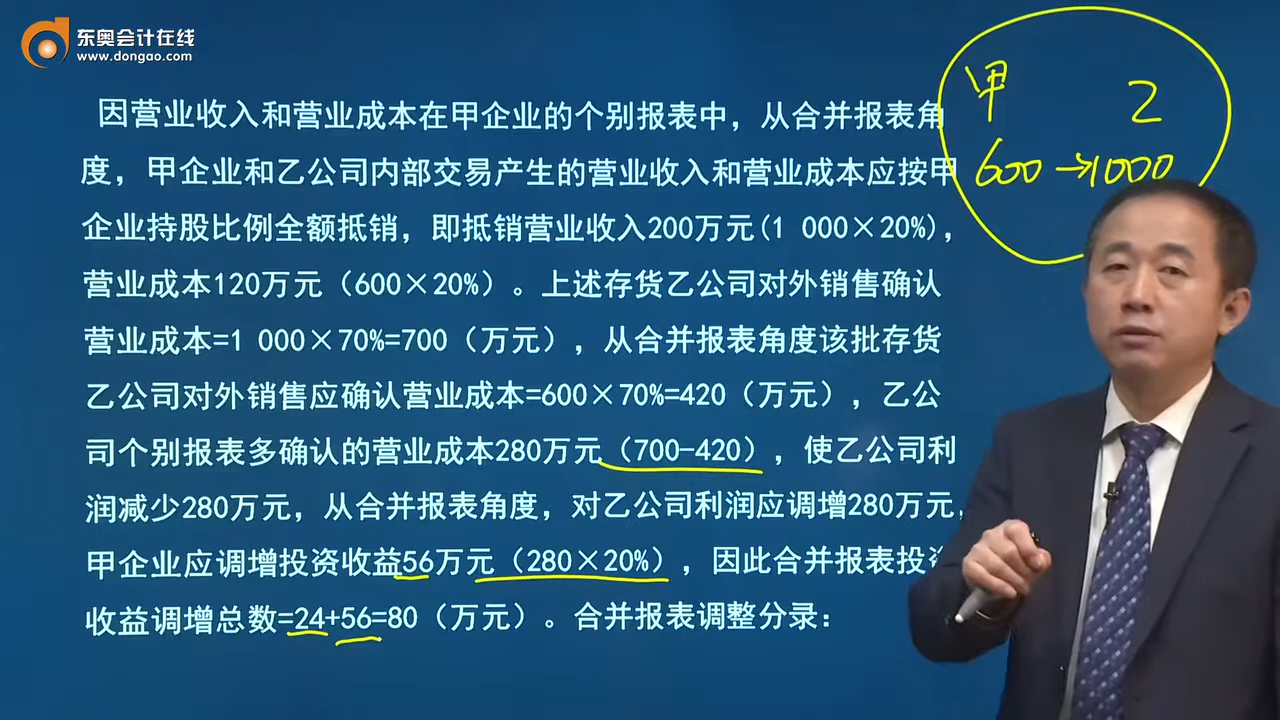 东奥会计在线
www.dongao.com
甲 乙
600→1000
因营业收入和营业成本在甲企业的个别报表中，从合并报表角
度，甲企业和乙公司内部交易产生的营业收入和营业成本应按甲
企业持股比例全额抵销，即抵销营业收入200万元(1 000×20%)，
营业成本120万元（600×20%）。上述存货乙公司对外销售确认
营业成本=1 000×70%=700（万元），从合并报表角度该批存货
乙公司对外销售应确认营业成本=600×70%=420（万元），乙公
司个别报表多确认的营业成本280万元（700-420），使乙公司利
润减少280万元，从合并报表角度，对乙公司利润应调增280万元，
甲企业应调增投资收益56万元（280×20%），因此合并报表投资
收益调增总数=24+56=80（万元）。合并报表调整分录：